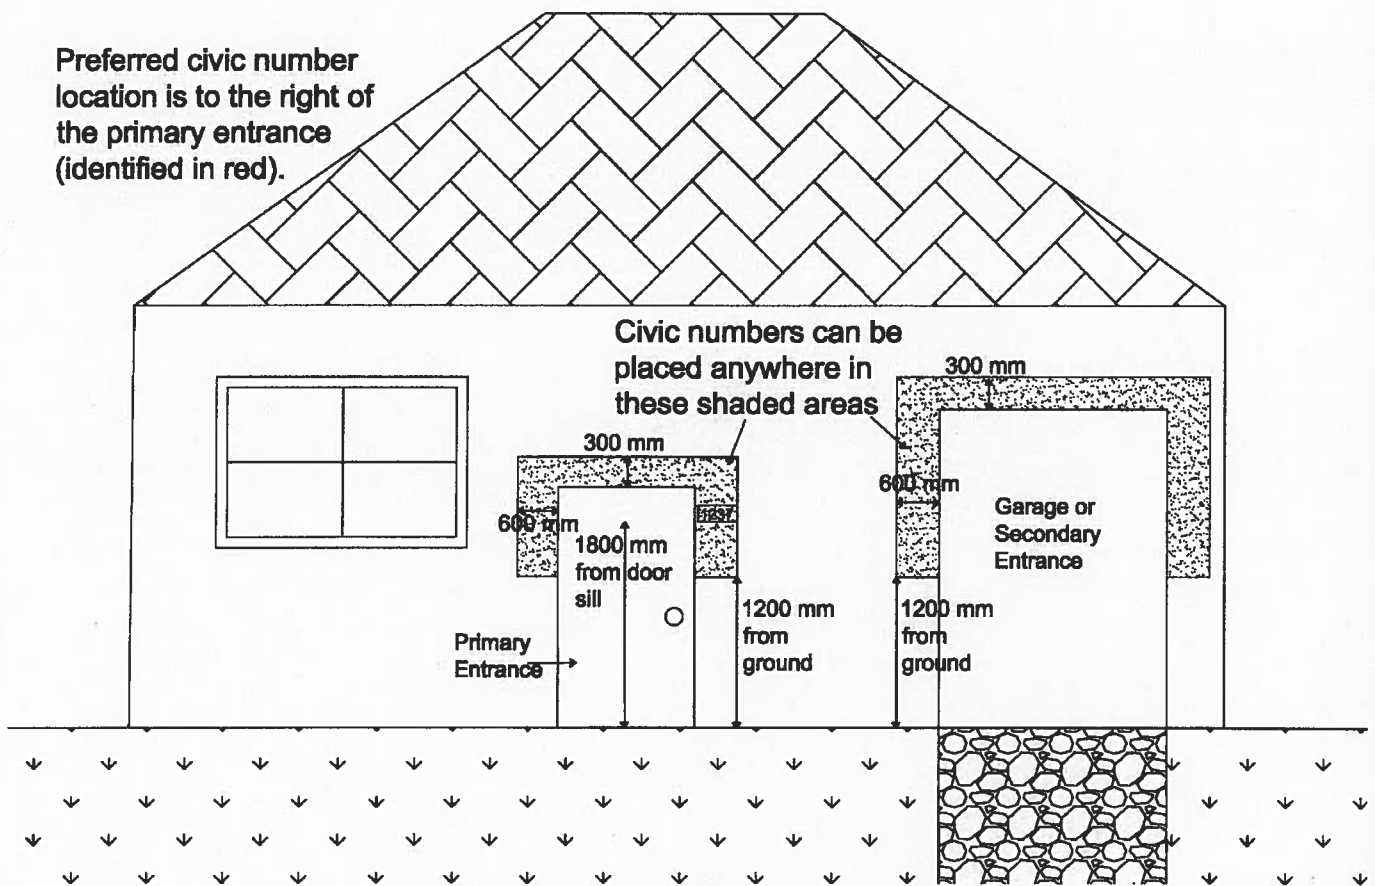 Preferred civic number
location is to the right of
the primary entrance
(identified in red).
Civic numbers can be
placed anywhere in
these shaded areas
300 mm
300 mm
600 mm
1237
600 mm
1800 mm
from door
sill
Garage or
Secondary
Entrance
1200 mm
from
ground
1200 mm
from
ground
Primary
Entrance